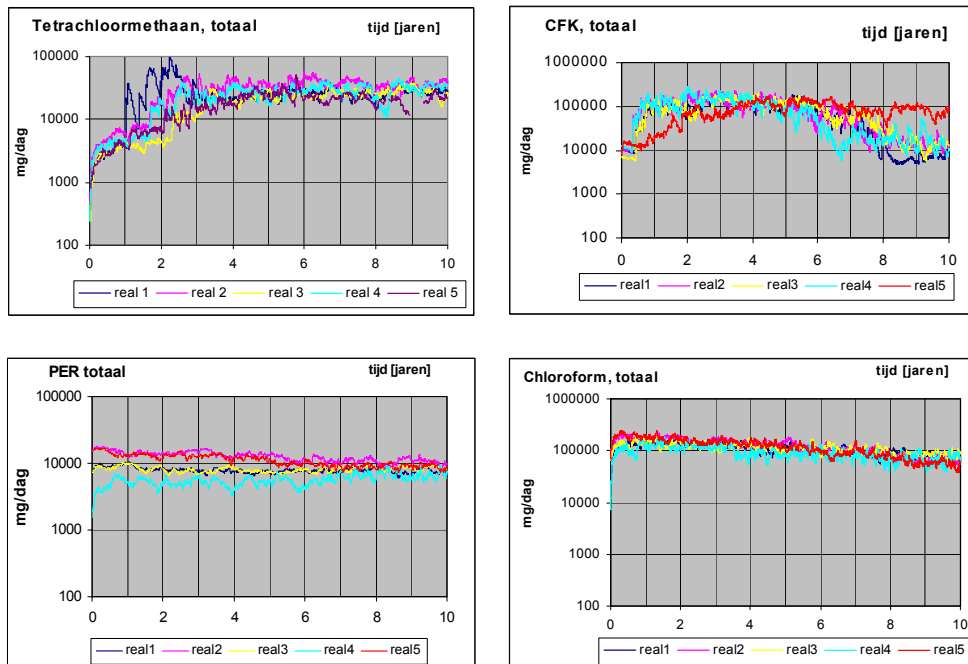 Tetrachloormethaan, totaal
tijd [jaren]
100000
10000
1000
100
mg/dag
0 2 4 6 8 10
real 1 real 2 real 3 real 4 real 5
CFK, totaal
tijd [jaren]
1000000
100000
10000
1000
100
mg/dag
0 2 4 6 8 10
real1 real2 real3 real4 real5
PER totaal
tijd [jaren]
100000
10000
1000
100
mg/dag
0 2 4 6 8 10
real1 real2 real3 real4 real5
Chloroform, totaal
tijd [jaren]
1000000
100000
10000
1000
100
mg/dag
0 2 4 6 8 10
real1 real2 real3 real4 real5